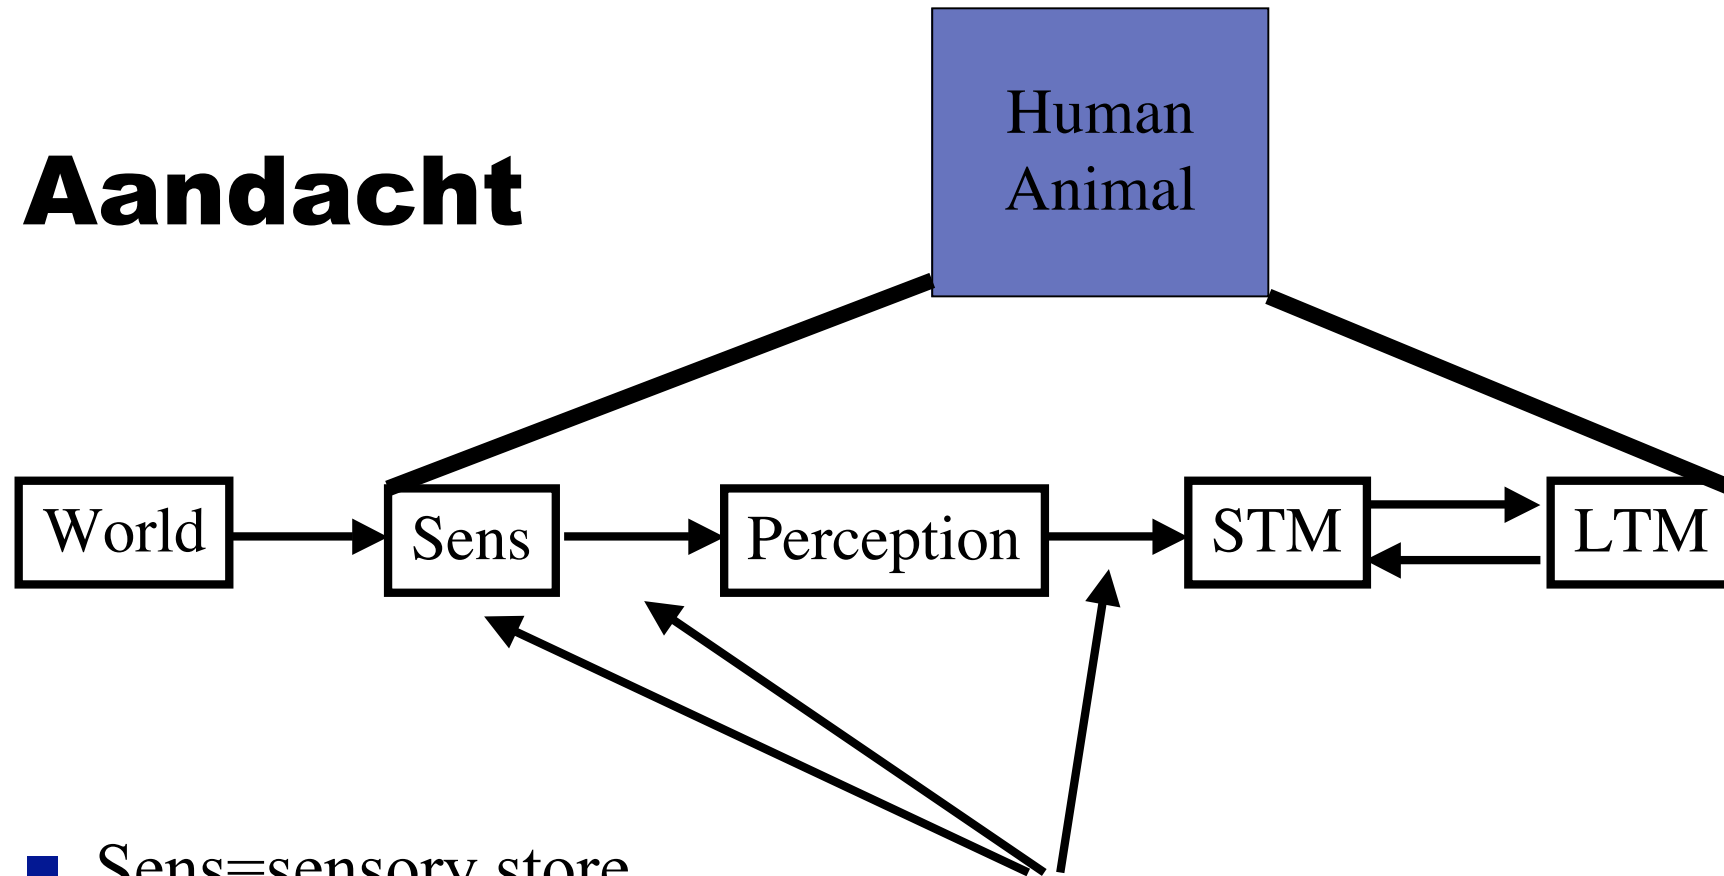 Human
Animal
Aandacht
World
Sens
Perception
STM
LTM
Sens=sensory store